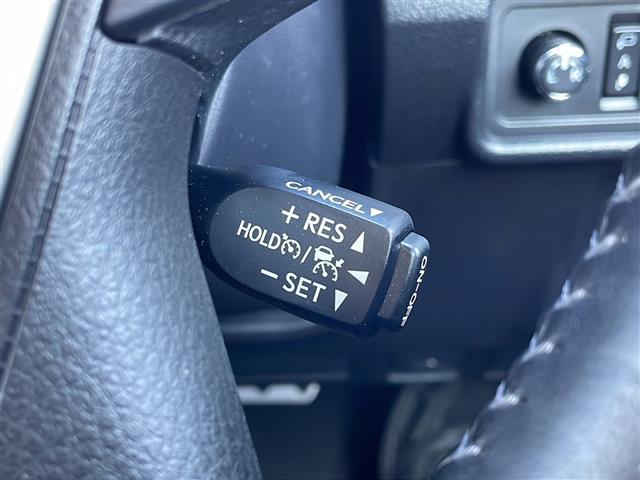 CANCEL▼
+ RES ▲
HOLD / ◀
− SET ▼
ON-OFF
L R
A